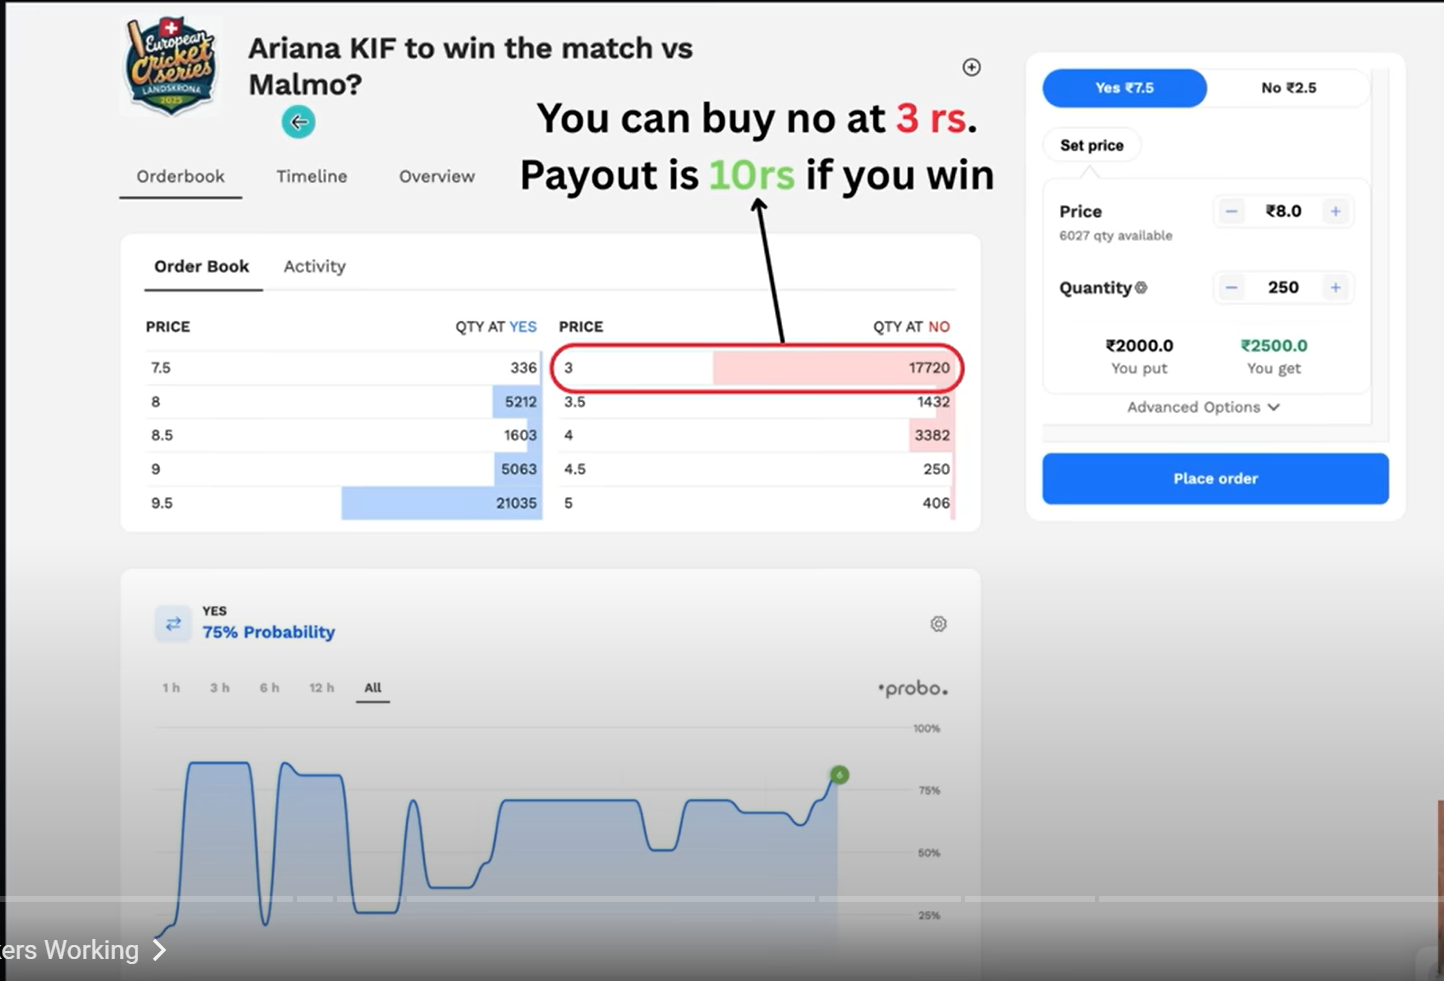 European
Cricket
series
LANDSKRONA
2025
Ariana KIF to win the match vs
Malmo?
You can buy no at 3 rs.
Payout is 10rs if you win
Orderbook
Timeline
Overview
Order Book
Activity
PRICE QTY AT YES PRICE QTY AT NO
7.5 336 3 17720
8 5212 3.5 1432
8.5 1603 4 3382
9 5063 4.5 250
9.5 21035 5 406
YES
75% Probability
1 h 3 h 6 h 12 h All
probo.
100%
75%
50%
25%
Yes ₹7.5 No ₹2.5
Set price
Price ₹8.0
6027 qty available
Quantity 250
₹2000.0 ₹2500.0
You put You get
Advanced Options
Place order
Working